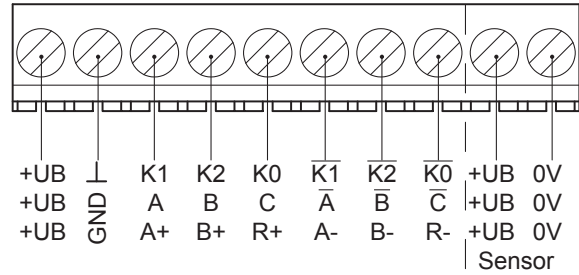 +UB ⊥ K1 K2 K0 K̅1̅ K̅2̅ K̅0̅ +UB 0V
+UB GND A B C A̅ B̅ C̅ +UB 0V
+UB A+ B+ R+ A- B- R- +UB 0V
Sensor